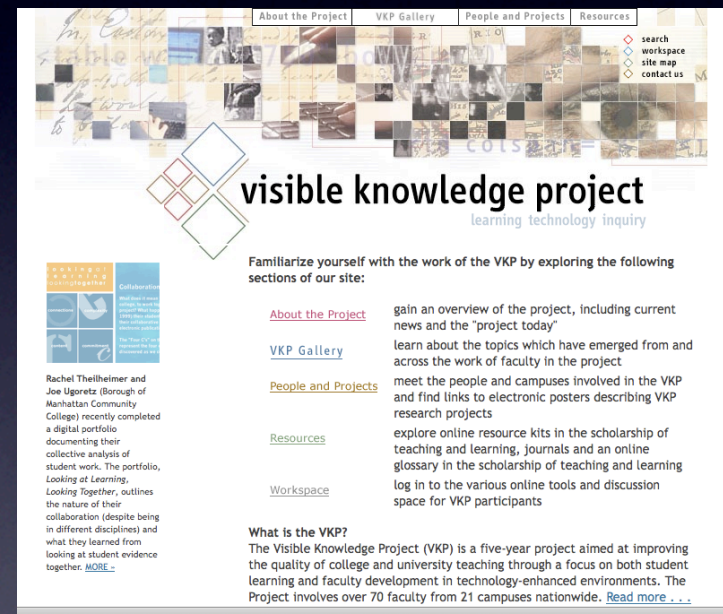 About the Project
VKP Gallery
People and Projects
Resources
search
workspace
site map
contact us
visible knowledge project
learning technology inquiry
Familiarize yourself with the work of the VKP by exploring the following
sections of our site:
About the Project
gain an overview of the project, including current
news and the "project today"
VKP Gallery
learn about the topics which have emerged from and
across the work of faculty in the project
People and Projects
meet the people and campuses involved in the VKP
and find links to electronic posters describing VKP
research projects
Resources
explore online resource kits in the scholarship of
teaching and learning, journals and an online
glossary in the scholarship of teaching and learning
Workspace
log in to the various online tools and discussion
space for VKP participants
Collaboration
Rachel Theilheimer and
Joe Ugoretz (Borough of
Manhattan Community
College) recently completed
a digital portfolio
documenting their
collective analysis of
student work. The portfolio,
Looking at Learning,
Looking Together, outlines
the nature of their
collaboration (despite being
in different disciplines) and
what they learned from
looking at student evidence
together. MORE »
What is the VKP?
The Visible Knowledge Project (VKP) is a five-year project aimed at improving
the quality of college and university teaching through a focus on both student
learning and faculty development in technology-enhanced environments. The
Project involves over 70 faculty from 21 campuses nationwide. Read more . . .